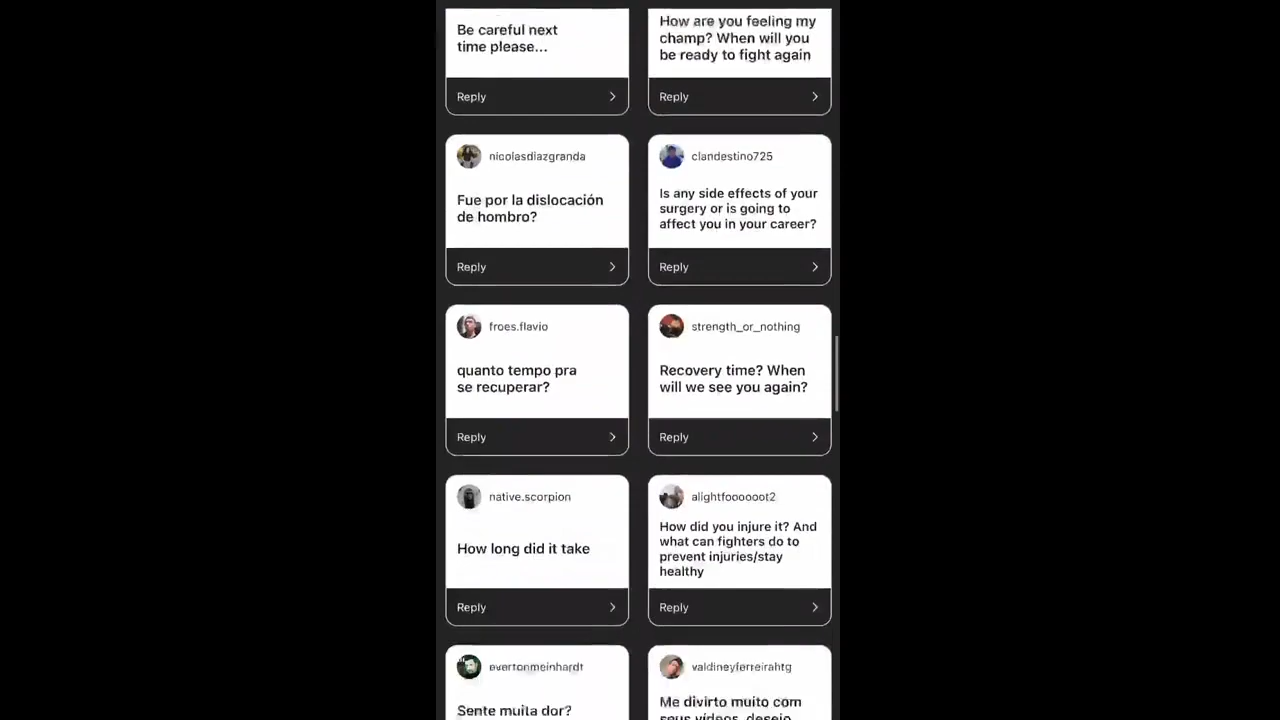 Be careful next
time please...
Reply
How are you feeling my
champ? When will you
be ready to fight again
Reply
nicolasdiazgranda
Fue por la dislocación
de hombro?
Reply
clandestino725
Is any side effects of your
surgery or is going to
affect you in your career?
Reply
froes.flavio
quanto tempo pra
se recuperar?
Reply
strength_or_nothing
Recovery time? When
will we see you again?
Reply
native.scorpion
How long did it take
Reply
alightfoooooot2
How did you injure it? And
what can fighters do to
prevent injuries/stay
healthy
Reply
evertonmeinhardt
Sente muita dor?
valdineyferreirahtg
Me divirto muito com
seus vídeos, desejo